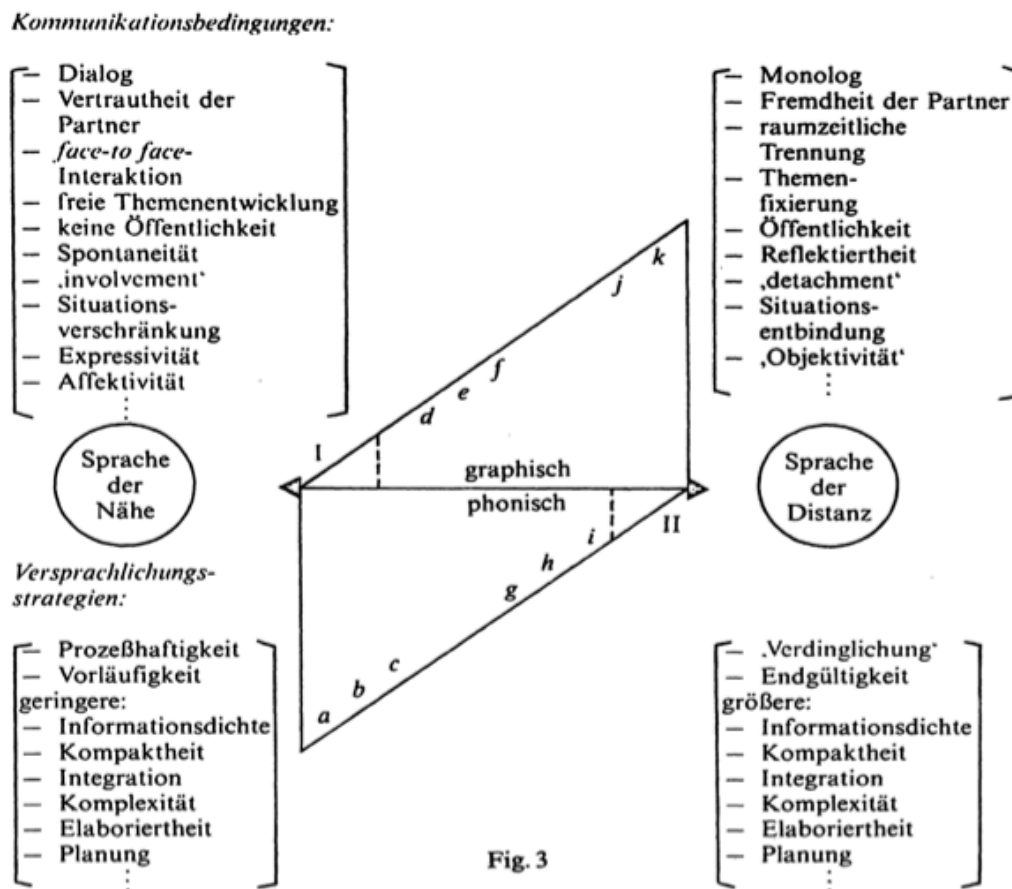 Kommunikationsbedingungen:
— Dialog
— Vertrautheit der
Partner
— face-to face-
Interaktion
— freie Themenentwicklung
— keine Öffentlichkeit
— Spontaneität
— ‚involvement‘
— Situations-
verschränkung
— Expressivität
— Affektivität
⋮
— Monolog
— Fremdheit der Partner
— raumzeitliche
Trennung
— Themen-
fixierung
— Öffentlichkeit
— Reflektiertheit
— ‚detachment‘
— Situations-
entbindung
— ‚Objektivität‘
⋮
k
j
f
e
d
I
graphisch
phonisch
II
i
h
g
c
b
a
Sprache
der
Nähe
Sprache
der
Distanz
Versprachlichungs-
strategien:
— Prozeßhaftigkeit
— Vorläufigkeit
geringere:
— Informationsdichte
— Kompaktheit
— Integration
— Komplexität
— Elaboriertheit
— Planung
⋮
— ‚Verdinglichung‘
— Endgültigkeit
größere:
— Informationsdichte
— Kompaktheit
— Integration
— Komplexität
— Elaboriertheit
— Planung
⋮
Fig. 3